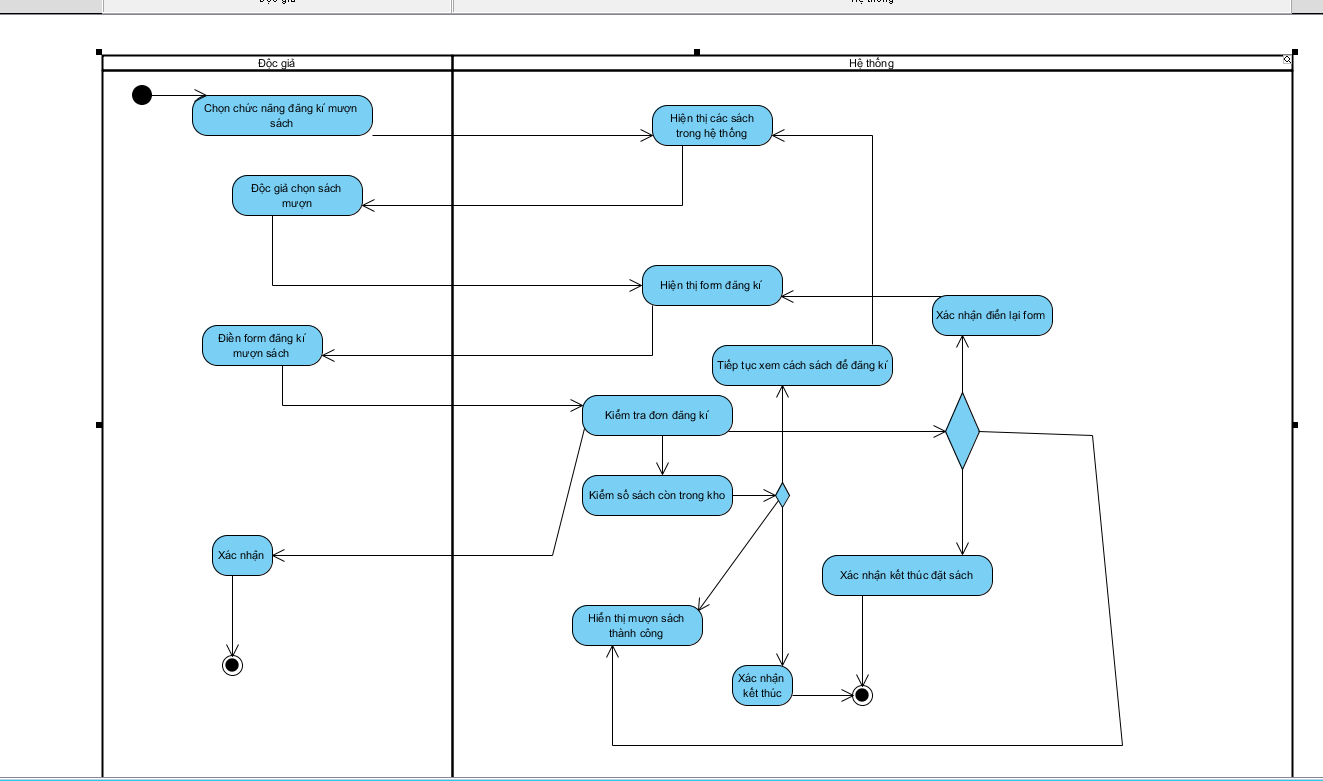 Độc giả
Hệ thống
Chọn chức năng đăng kí mượn
sách
Hiện thị các sách
trong hệ thống
Độc giả chọn sách
mượn
Hiện thị form đăng kí
Xác nhận điền lại form
Điền form đăng kí
mượn sách
Tiếp tục xem cách sách để đăng kí
Kiểm tra đơn đăng kí
Kiểm số sách còn trong kho
Xác nhận
Xác nhận kết thúc đặt sách
Hiển thị mượn sách
thành công
Xác nhận
kết thúc